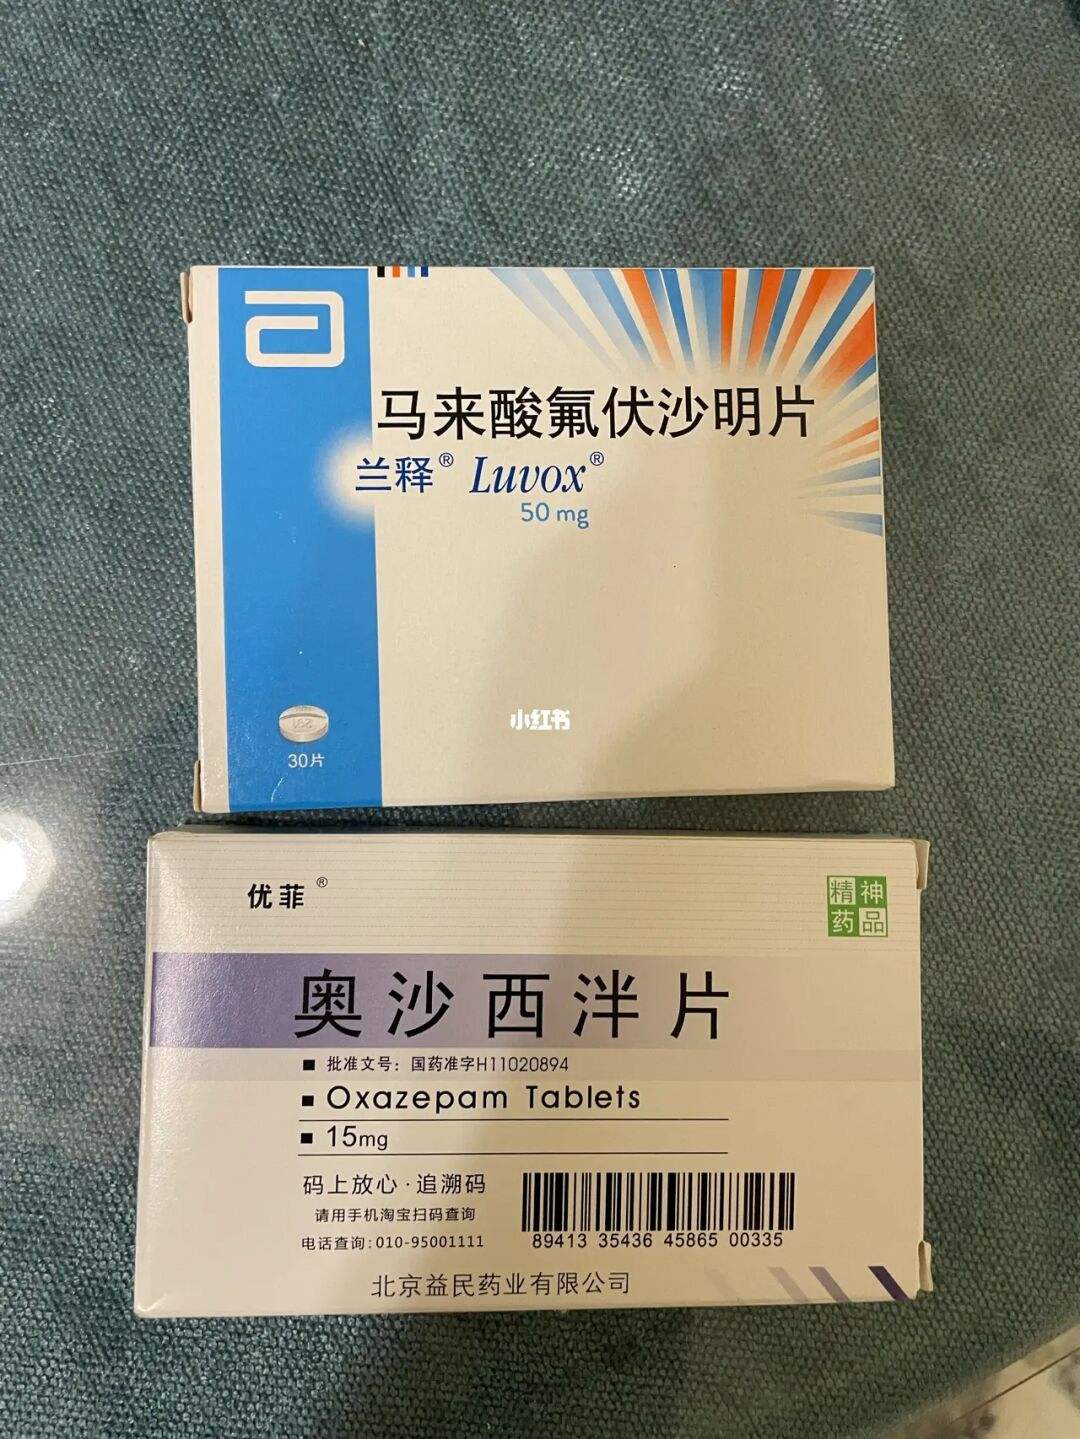 马来酸氟伏沙明片
兰释® Luvox®
50 mg
291
30片
小红书
优菲®
精神
药品
奥沙西泮片
■ 批准文号：国药准字H11020894
■ Oxazepam Tablets
■ 15mg
码上放心·追溯码
请用手机淘宝扫码查询
电话查询:010-95001111
89413 35436 45865 00335
北京益民药业有限公司